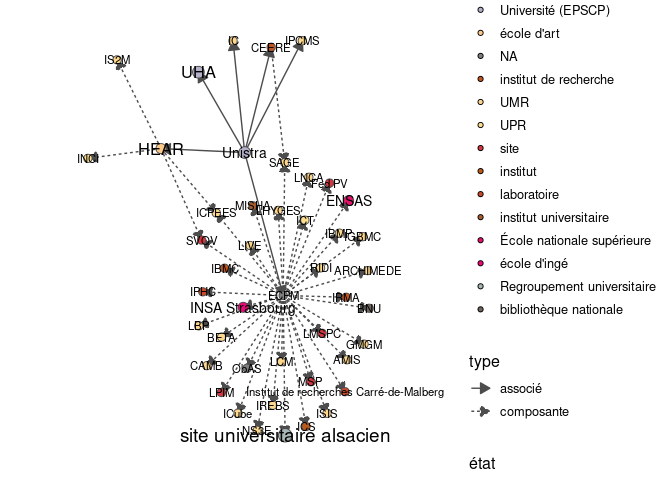 IC
CEERE
IPCMS
IS2M
UHA
HEAR
Unistra
INCI
SAGE
LNCA
FedPV
ENSAS
MISHA
LHYGES
ICPEES
ICT
SVOV
LIVE
IBMP
IGBMC
IBMC
RIDI
ARCHIMEDE
IPHC
ECPM
IRMA
BNU
INSA Strasbourg
LBP
BETA
LMSPC
GMGM
CAMB
ObAS
LCM
AMIS
LPIM
MSP
Institut de recherches Carré-de-Malberg
ICube
IREBS
ISIS
NS3E
ICS
site universitaire alsacien
Université (EPSCP)
école d'art
NA
institut de recherche
UMR
UPR
site
institut
laboratoire
institut universitaire
École nationale supérieure
école d'ingé
Regroupement universitaire
bibliothèque nationale
type
associé
composante
état